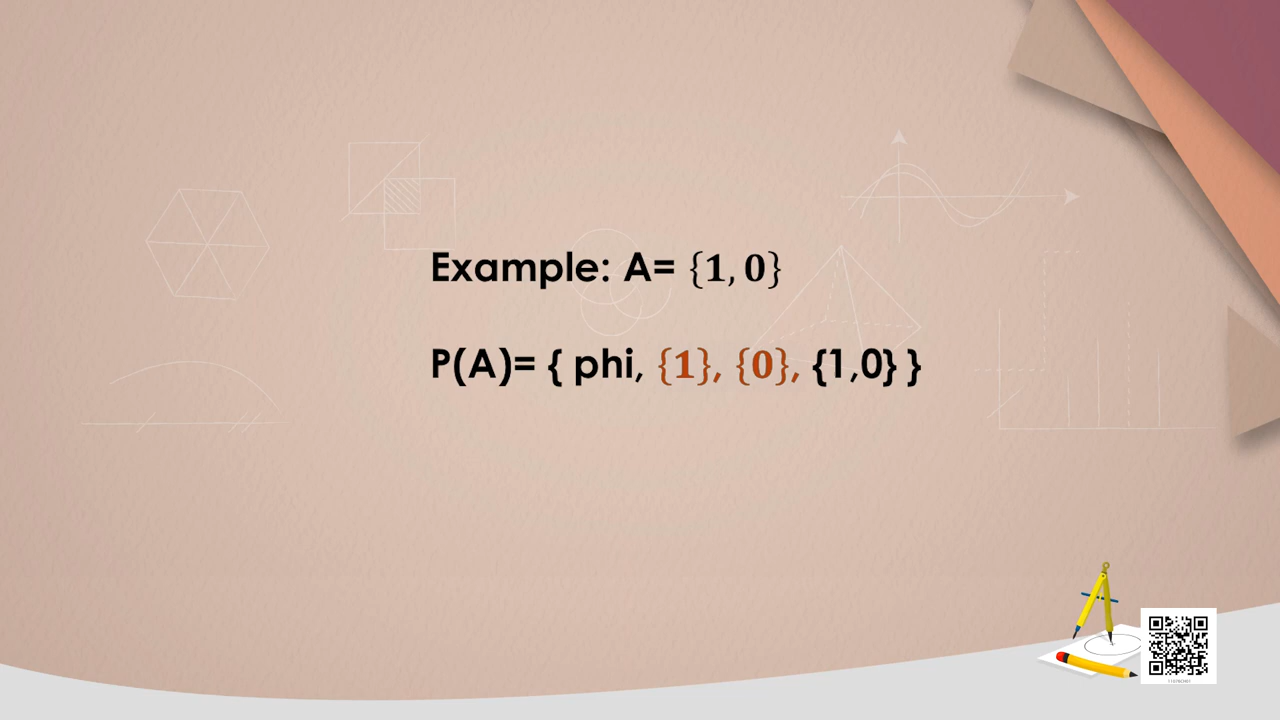 Example: A= {1, 0}
P(A)= { phi, {1}, {0}, {1,0} }